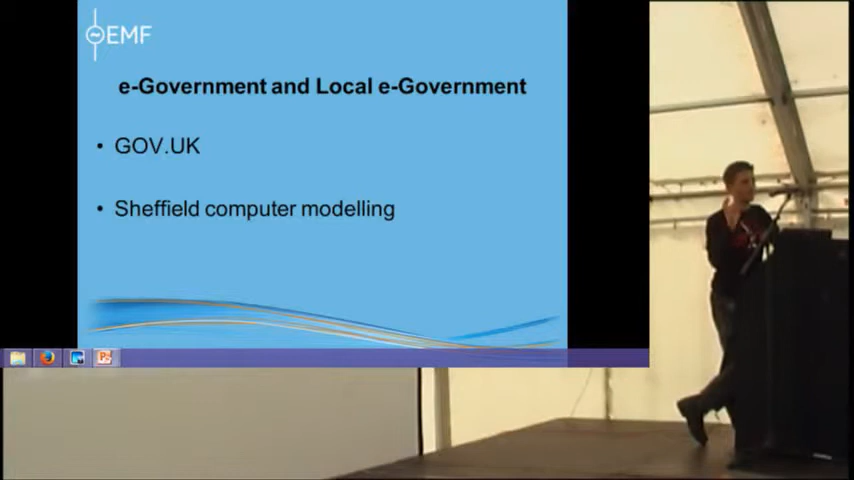 EMF
e-Government and Local e-Government
• GOV.UK
• Sheffield computer modelling